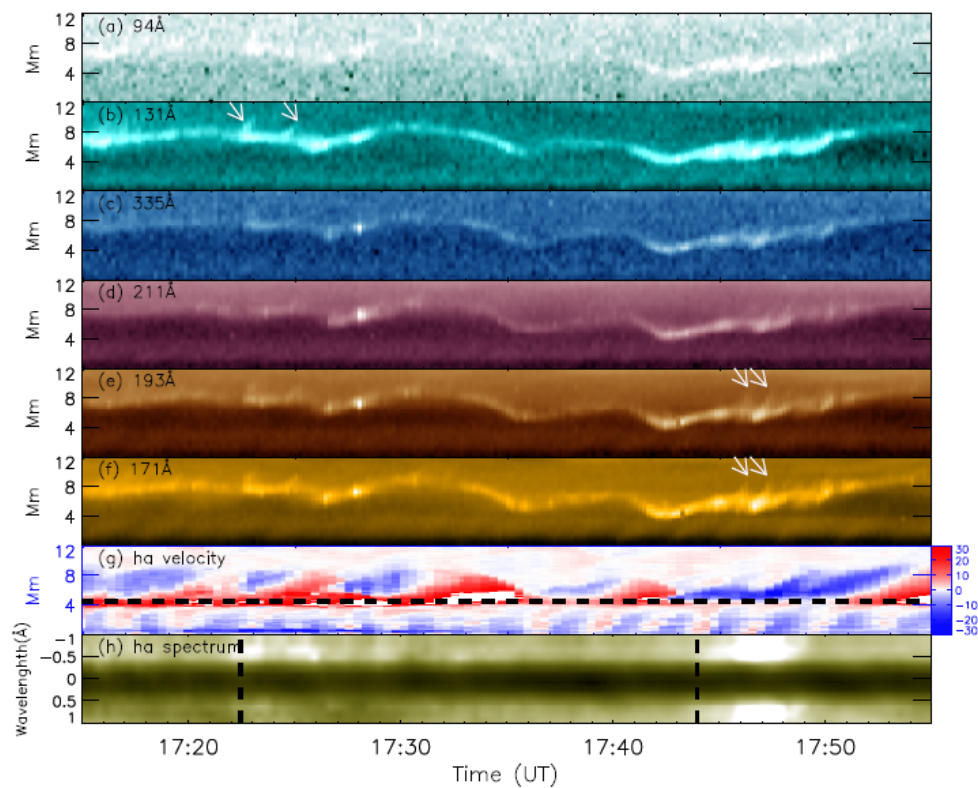 (a) 94Å
12
8
4
Mm
(b) 131Å
12
8
4
Mm
(c) 335Å
12
8
4
Mm
(d) 211Å
12
8
4
Mm
(e) 193Å
12
8
4
Mm
(f) 171Å
12
8
4
Mm
(g) ha velocity
12
8
4
Mm
30
20
10
0
-10
-20
-30
(h) ha spectrum
-1
-0.5
0
0.5
1
Wavelenghth(Å)
17:20 17:30 17:40 17:50
Time (UT)